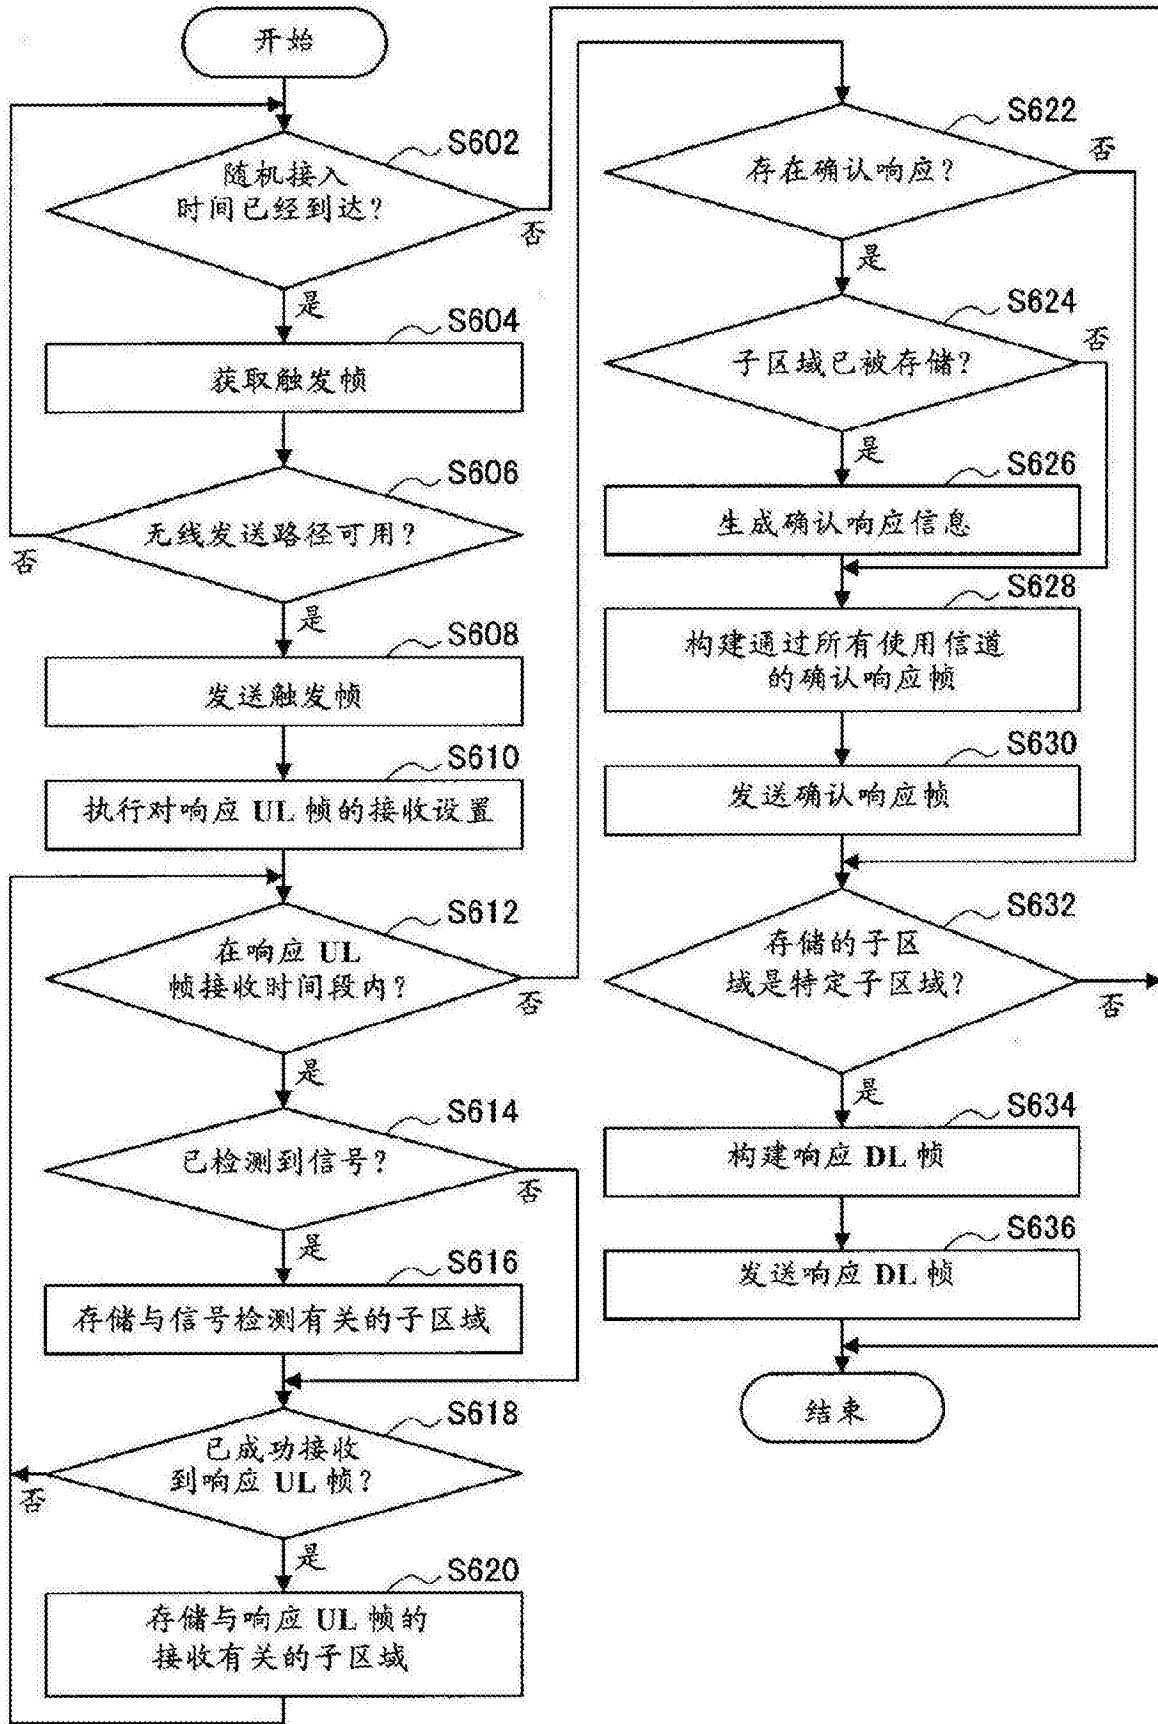 开始
S602
随机接入
时间已经到达？
否
是
S604
获取触发帧
S606
无线发送路径可用？
否
是
S608
发送触发帧
S610
执行对响应 UL 帧的接收设置
S612
在响应 UL
帧接收时间段内？
否
是
S614
已检测到信号？
否
是
S616
存储与信号检测有关的子区域
S618
已成功接收
到响应 UL 帧？
否
是
S620
存储与响应 UL 帧的
接收有关的子区域
S622
存在确认响应？
否
是
S624
子区域已被存储？
否
是
S626
生成确认响应信息
S628
构建通过所有使用信道
的确认响应帧
S630
发送确认响应帧
S632
存储的子区
域是特定子区域？
否
是
S634
构建响应 DL 帧
S636
发送响应 DL 帧
结束